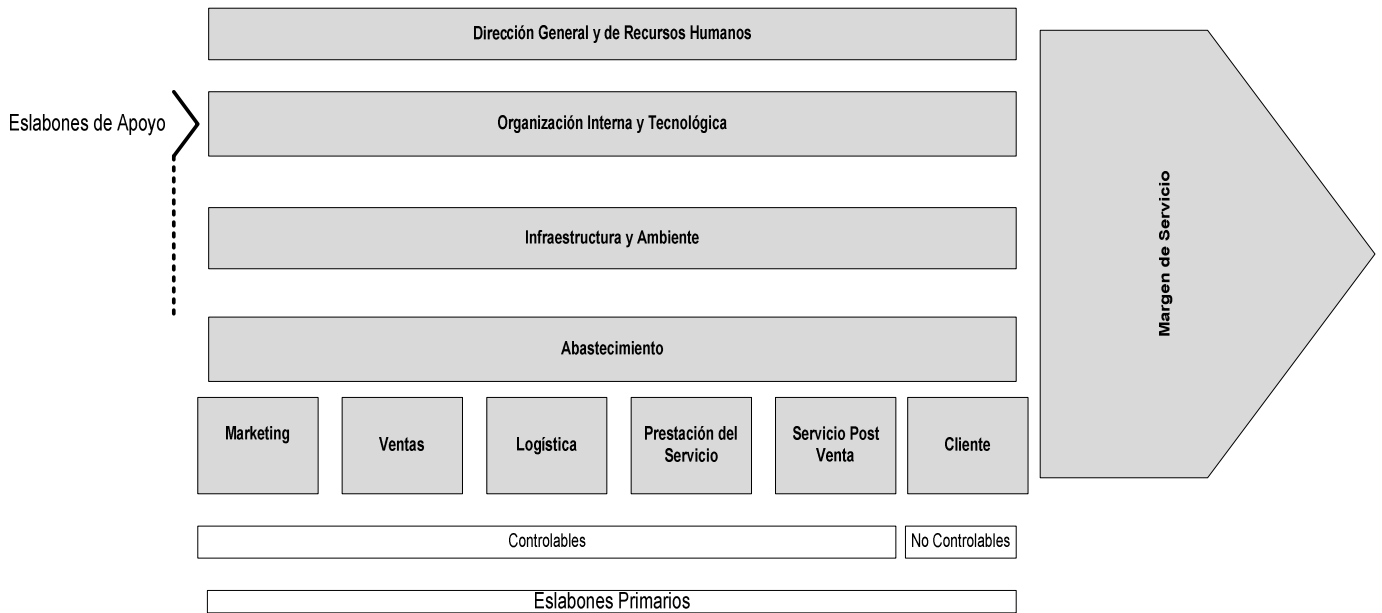 Dirección General y de Recursos Humanos
Eslabones de Apoyo
Organización Interna y Tecnológica
Infraestructura y Ambiente
Abastecimiento
Margen de Servicio
Marketing
Ventas
Logística
Prestación del
Servicio
Servicio Post
Venta
Cliente
Controlables
No Controlables
Eslabones Primarios